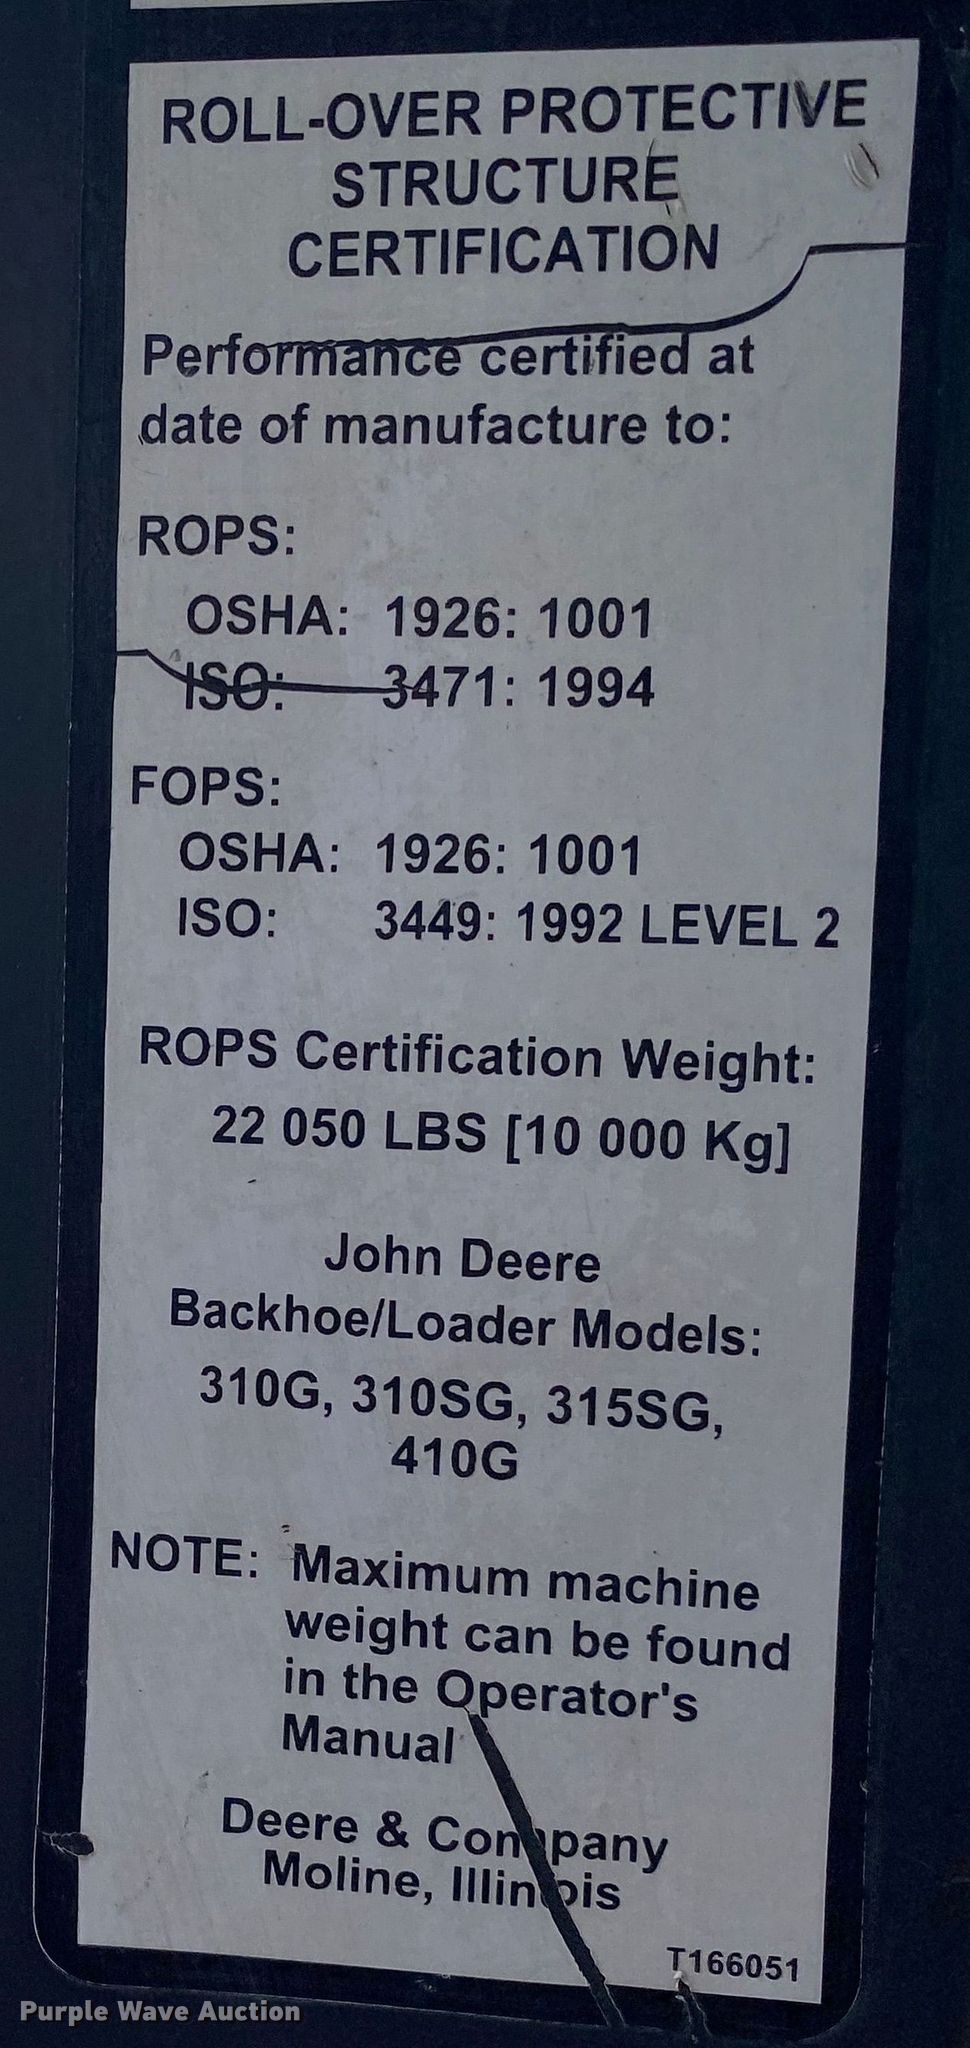 ROLL-OVER PROTECTIVE
STRUCTURE
CERTIFICATION
Performance certified at
date of manufacture to:
ROPS:
OSHA: 1926: 1001
ISO: 3471: 1994
FOPS:
OSHA: 1926: 1001
ISO: 3449: 1992 LEVEL 2
ROPS Certification Weight:
22 050 LBS [10 000 Kg]
John Deere
Backhoe/Loader Models:
310G, 310SG, 315SG,
410G
NOTE: Maximum machine
weight can be found
in the Operator's
Manual
Deere & Company
Moline, Illinois
T166051
Purple Wave Auction